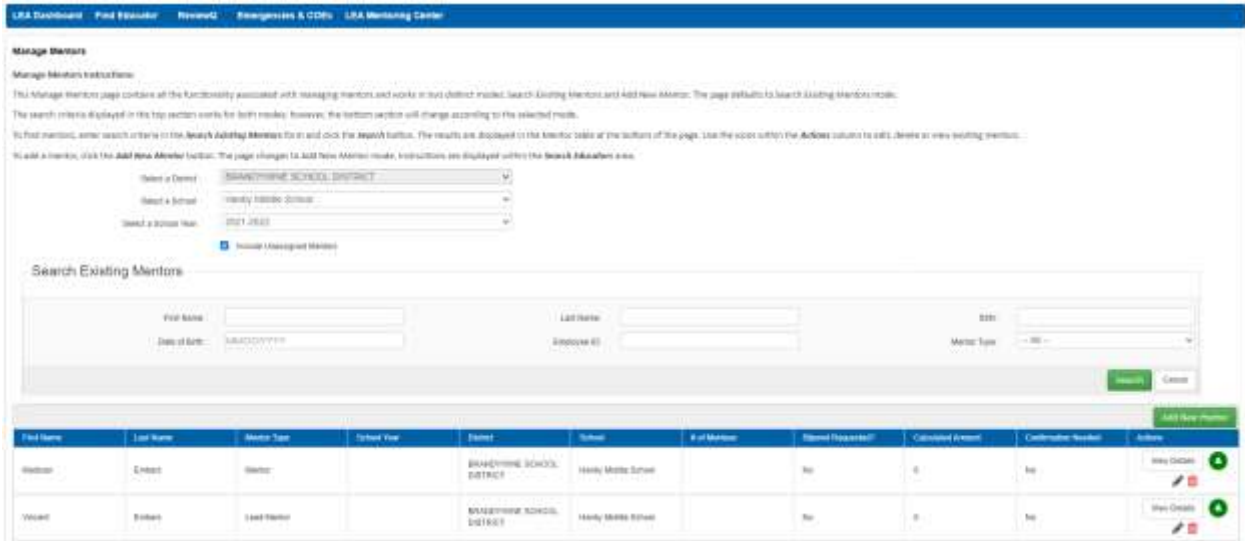 LEA Dashboard Find Educator ReviewQ Emergencies & COEs LEA Mentoring Center
Manage Mentors
Manage Mentors Instructions:
This Manage Mentors page contains all the functionality associated with managing mentors and works in two distinct modes: Search Existing Mentors and Add New Mentor. The page defaults to Search Existing Mentors mode.
The search criteria displayed in the top section works for both modes; however, the bottom section will change according to the selected mode.
To find mentors, enter search criteria in the Search Existing Mentors form and click the Search button. The results are displayed in the Mentor table at the bottom of the page. Use the icons within the Actions column to edit, delete or view existing mentors.
To add a mentor, click the Add New Mentor button. The page changes to Add New Mentor mode. Instructions are displayed within the Search Educators area.
Select a District BRANDYWINE SCHOOL DISTRICT
Select a School Hanby Middle School
Select a School Year 2021-2022
Include Unassigned Mentors
Search Existing Mentors
First Name Last Name SSN
Date of Birth MM/DD/YYYY Employee ID Mentor Type -- All --
Search Cancel
Add New Mentor
First Name Last Name Mentor Type School Year District School # of Mentees Stipend Requested? Calculated Amount Confirmation Needed Actions
Mentor BRANDYWINE SCHOOL DISTRICT Hanby Middle School No 0 No View Details
Vincent Lead Mentor BRANDYWINE SCHOOL DISTRICT Hanby Middle School No 0 No View Details